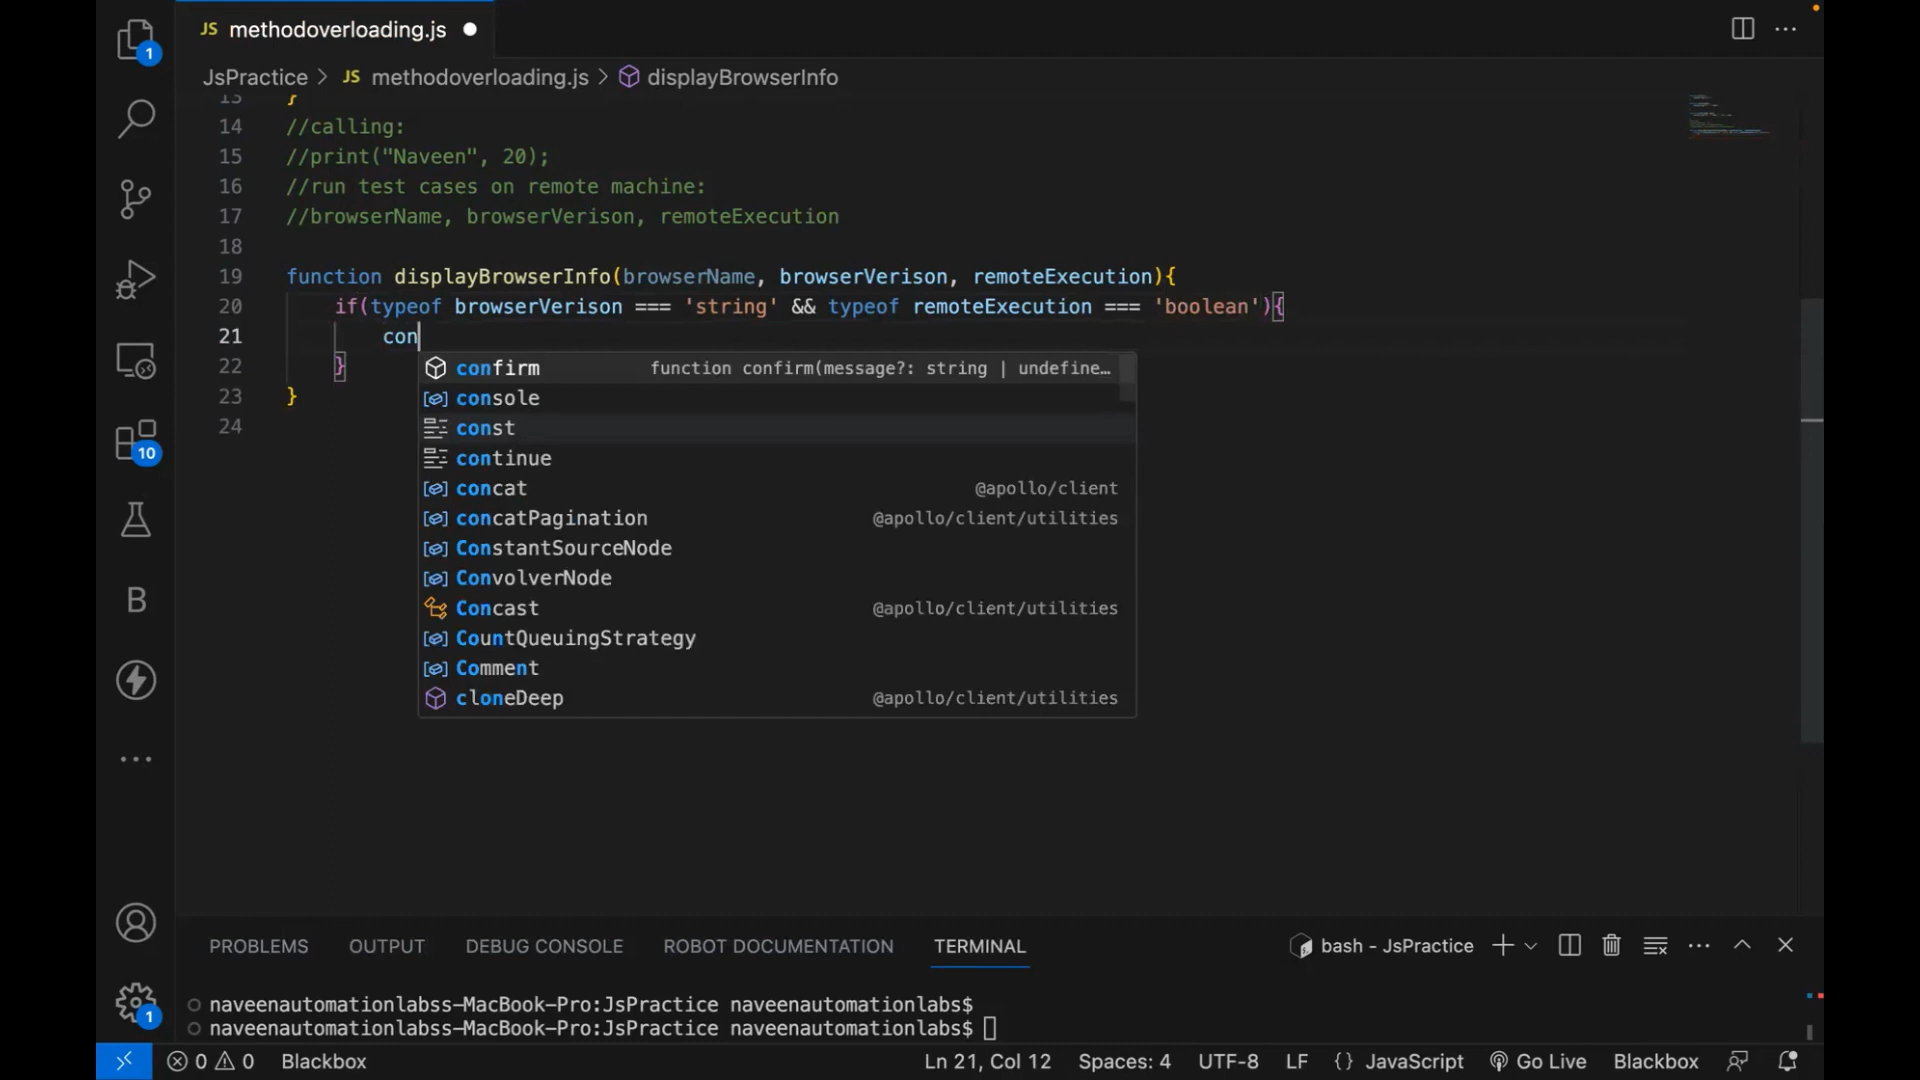 JS methodoverloading.js
1
JsPractice > JS methodoverloading.js > displayBrowserInfo
13 }
14 //calling:
15 //print("Naveen", 20);
16 //run test cases on remote machine:
17 //browserName, browserVerison, remoteExecution
18
19 function displayBrowserInfo(browserName, browserVerison, remoteExecution){
20 if(typeof browserVerison === 'string' && typeof remoteExecution === 'boolean'){
21 con
22 }
23 }
24
confirm function confirm(message?: string | undefine…
console
const
continue
concat @apollo/client
concatPagination @apollo/client/utilities
ConstantSourceNode
ConvolverNode
Concast @apollo/client/utilities
CountQueuingStrategy
Comment
cloneDeep @apollo/client/utilities
10
B
PROBLEMS OUTPUT DEBUG CONSOLE ROBOT DOCUMENTATION TERMINAL bash - JsPractice
naveenautomationlabss-MacBook-Pro:JsPractice naveenautomationlabs$
naveenautomationlabss-MacBook-Pro:JsPractice naveenautomationlabs$
1
0 0 Blackbox Ln 21, Col 12 Spaces: 4 UTF-8 LF {} JavaScript Go Live Blackbox